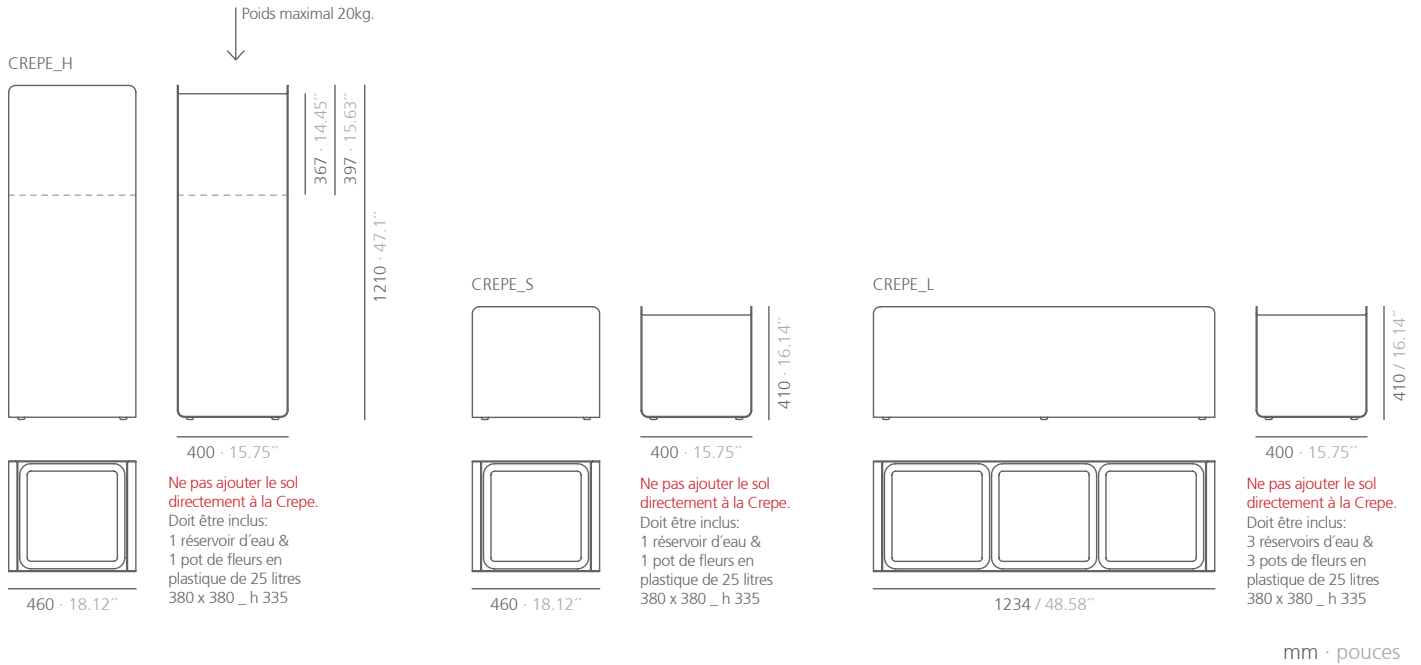 Poids maximal 20kg.
CREPE_H
367 · 14.45´´
397 · 15.63´´
1210 · 47.1´´
400 · 15.75´´
460 · 18.12´´
Ne pas ajouter le sol
directement à la Crepe.
Doit être inclus:
1 réservoir d´eau &
1 pot de fleurs en
plastique de 25 litres
380 x 380 _ h 335
CREPE_S
410 · 16.14´´
400 · 15.75´´
460 · 18.12´´
Ne pas ajouter le sol
directement à la Crepe.
Doit être inclus:
1 réservoir d´eau &
1 pot de fleurs en
plastique de 25 litres
380 x 380 _ h 335
CREPE_L
410 / 16.14´´
400 · 15.75´´
1234 / 48.58´´
Ne pas ajouter le sol
directement à la Crepe.
Doit être inclus:
3 réservoirs d´eau &
3 pots de fleurs en
plastique de 25 litres
380 x 380 _ h 335
mm · pouces